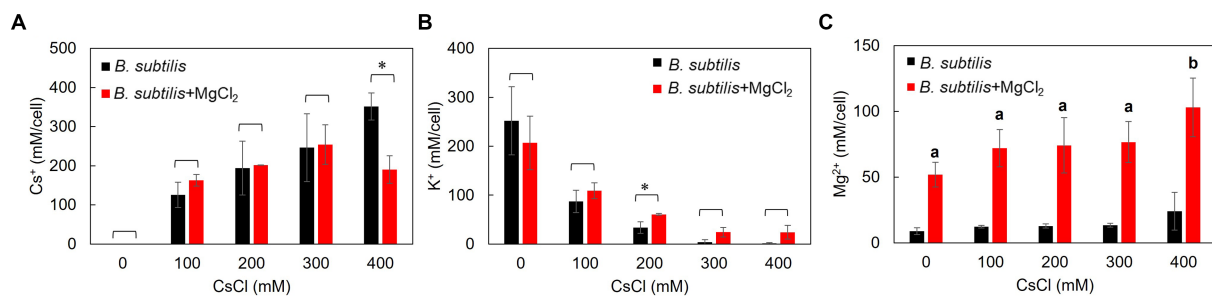 A
Cs⁺ (mM/cell)
500
400
300
200
100
0
B. subtilis
B. subtilis+MgCl₂
*
0 100 200 300 400
CsCl (mM)
B
K⁺ (mM/cell)
400
300
200
100
0
B. subtilis
B. subtilis+MgCl₂
*
0 100 200 300 400
CsCl (mM)
C
Mg²⁺ (mM/cell)
150
100
50
0
B. subtilis
B. subtilis+MgCl₂
a a a a b
0 100 200 300 400
CsCl (mM)